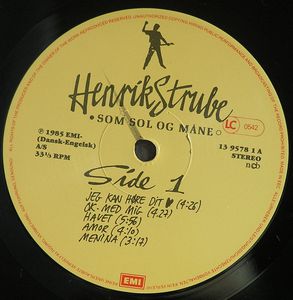 Henrik Strube
• SOM SOL OG MÅNE ○
LC 0542
℗ 1985 EMI-
(Dansk-Engelsk)
A/S
33⅓ RPM
13 9578 1 A
STEREO
n©b
Side 1
JEG KAN HØRE DIT ♥ (4:26)
OK - MED MIG (4:27)
HAVET (5:56)
AMOR (4:10)
MENINA (3:17)
EMI